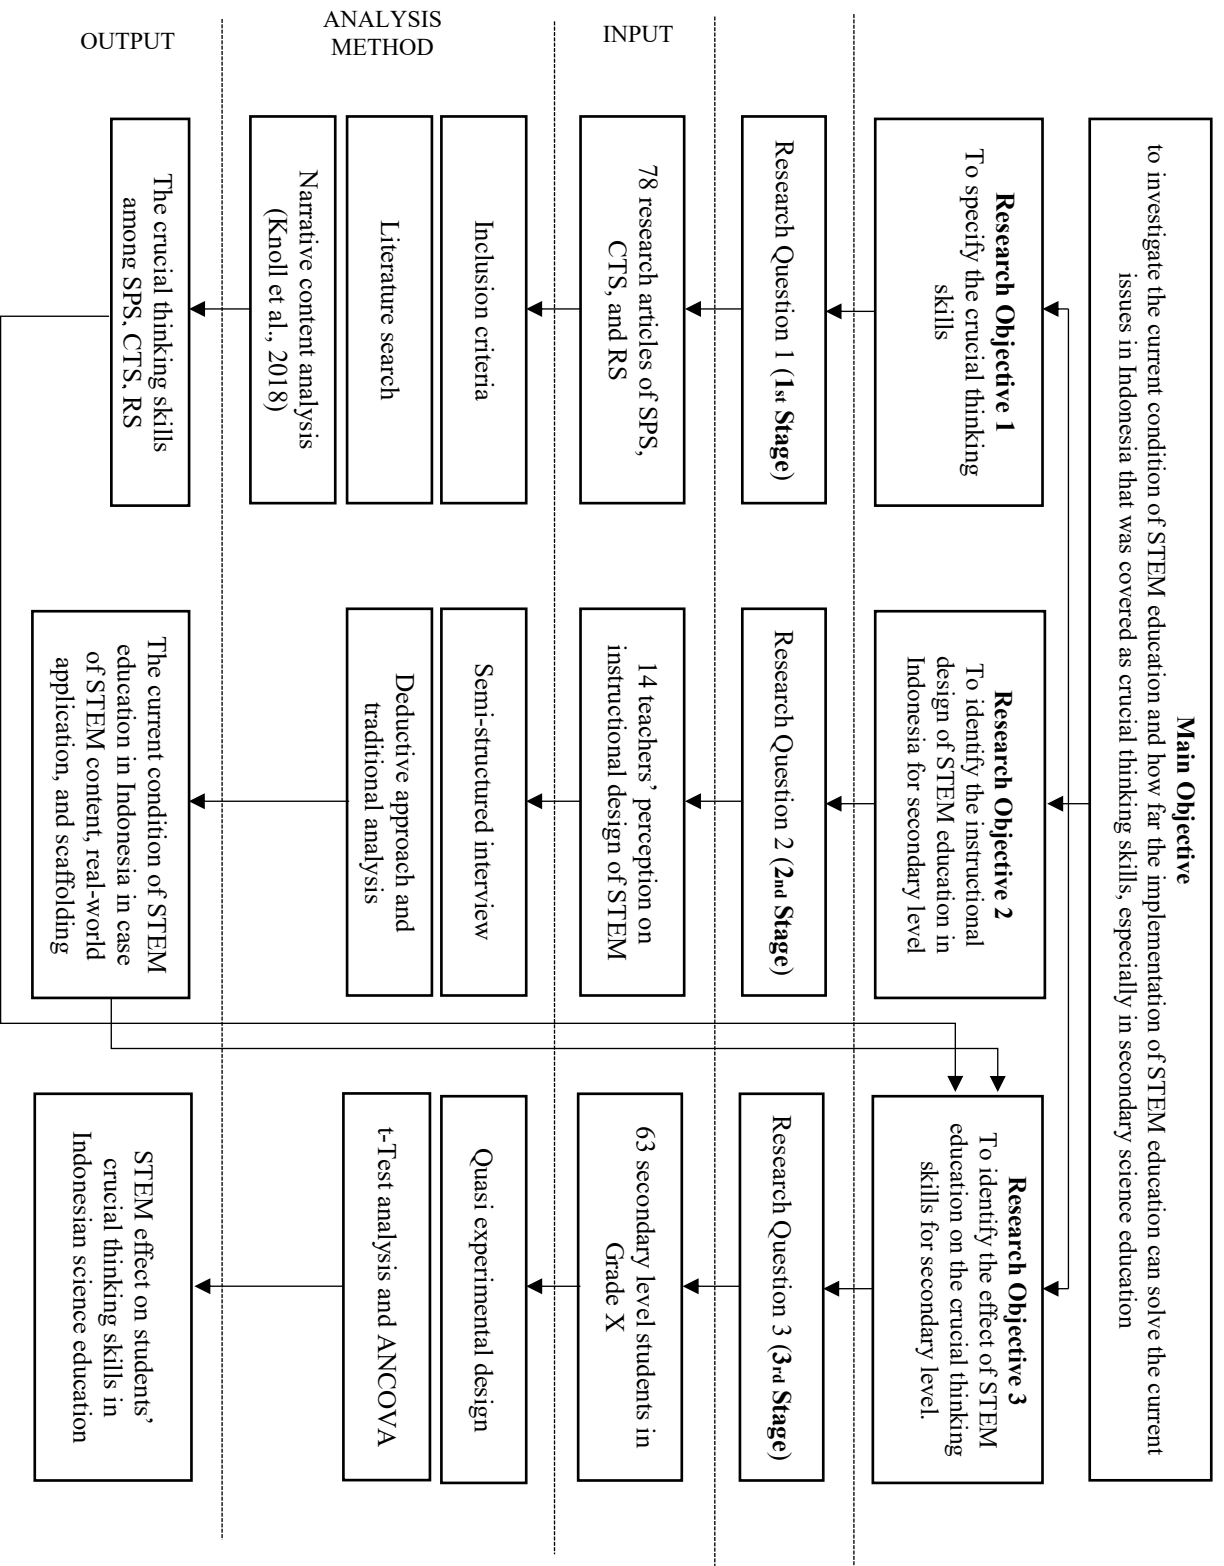 Main Objective
to investigate the current condition of STEM education and how far the implementation of STEM education can solve the current
issues in Indonesia that was covered as crucial thinking skills, especially in secondary science education
Research Objective 1
To specify the crucial thinking
skills
Research Objective 2
To identify the instructional
design of STEM education in
Indonesia for secondary level
Research Objective 3
To identify the effect of STEM
education on the crucial thinking
skills for secondary level.
Research Question 1 (1st Stage)
Research Question 2 (2nd Stage)
Research Question 3 (3rd Stage)
INPUT
78 research articles of SPS,
CTS, and RS
14 teachers’ perception on
instructional design of STEM
63 secondary level students in
Grade X
ANALYSIS
METHOD
Inclusion criteria
Literature search
Narrative content analysis
(Knoll et al., 2018)
Semi-structured interview
Deductive approach and
traditional analysis
Quasi experimental design
t-Test analysis and ANCOVA
OUTPUT
The crucial thinking skills
among SPS, CTS, RS
The current condition of STEM
education in Indonesia in case
of STEM content, real-world
application, and scaffolding
STEM effect on students’
crucial thinking skills in
Indonesian science education